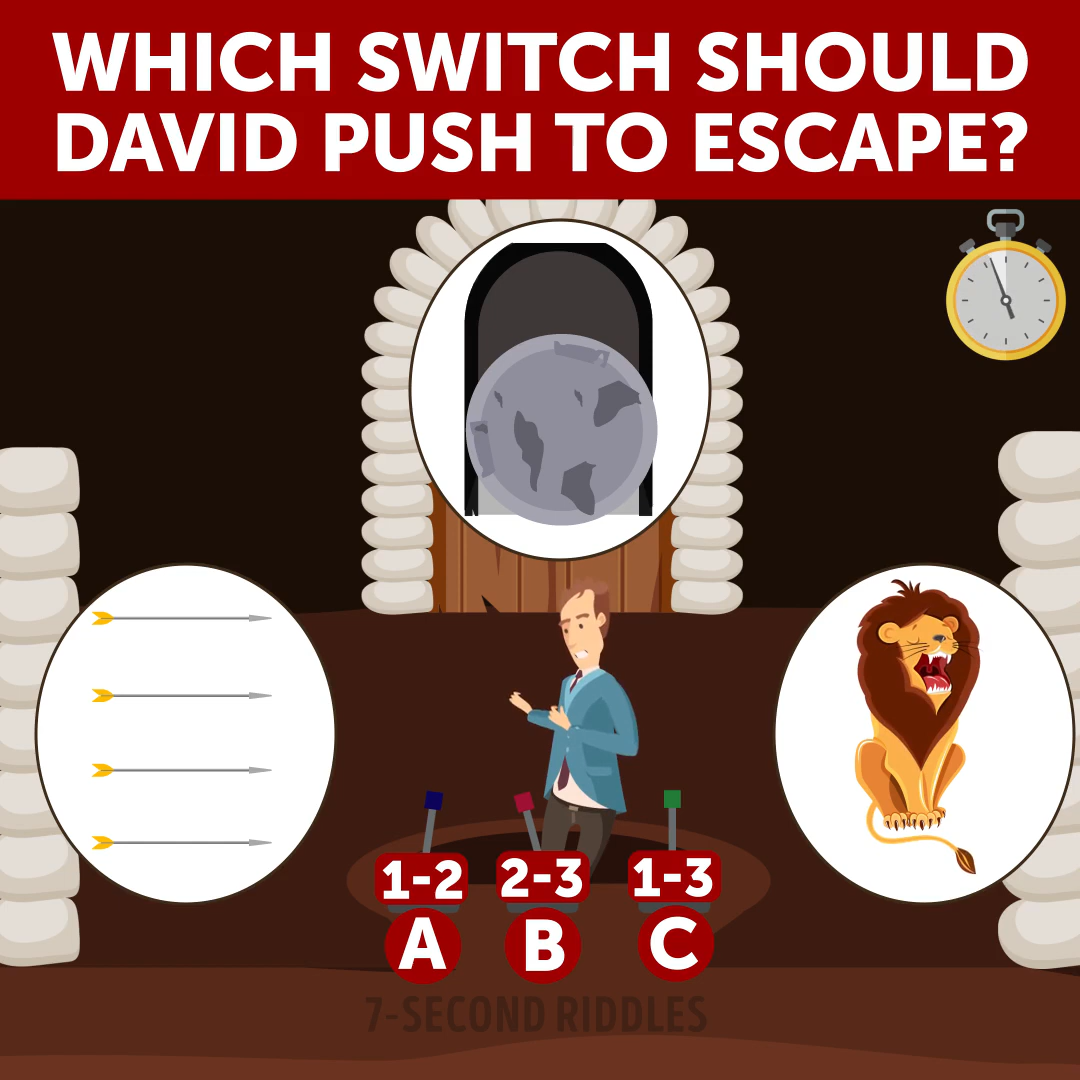 WHICH SWITCH SHOULD
DAVID PUSH TO ESCAPE?
1-2 2-3 1-3
A B C
7-SECOND RIDDLES